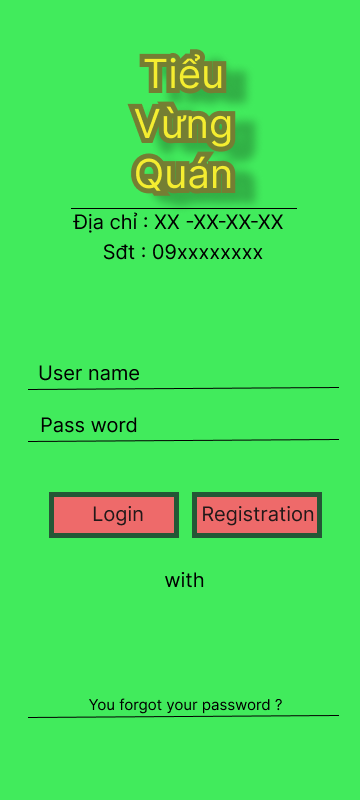 Tiểu
Vừng
Quán
Địa chỉ : XX -XX-XX-XX
Sđt : 09xxxxxxxx
User name
Pass word
Login
Registration
with
You forgot your password ?